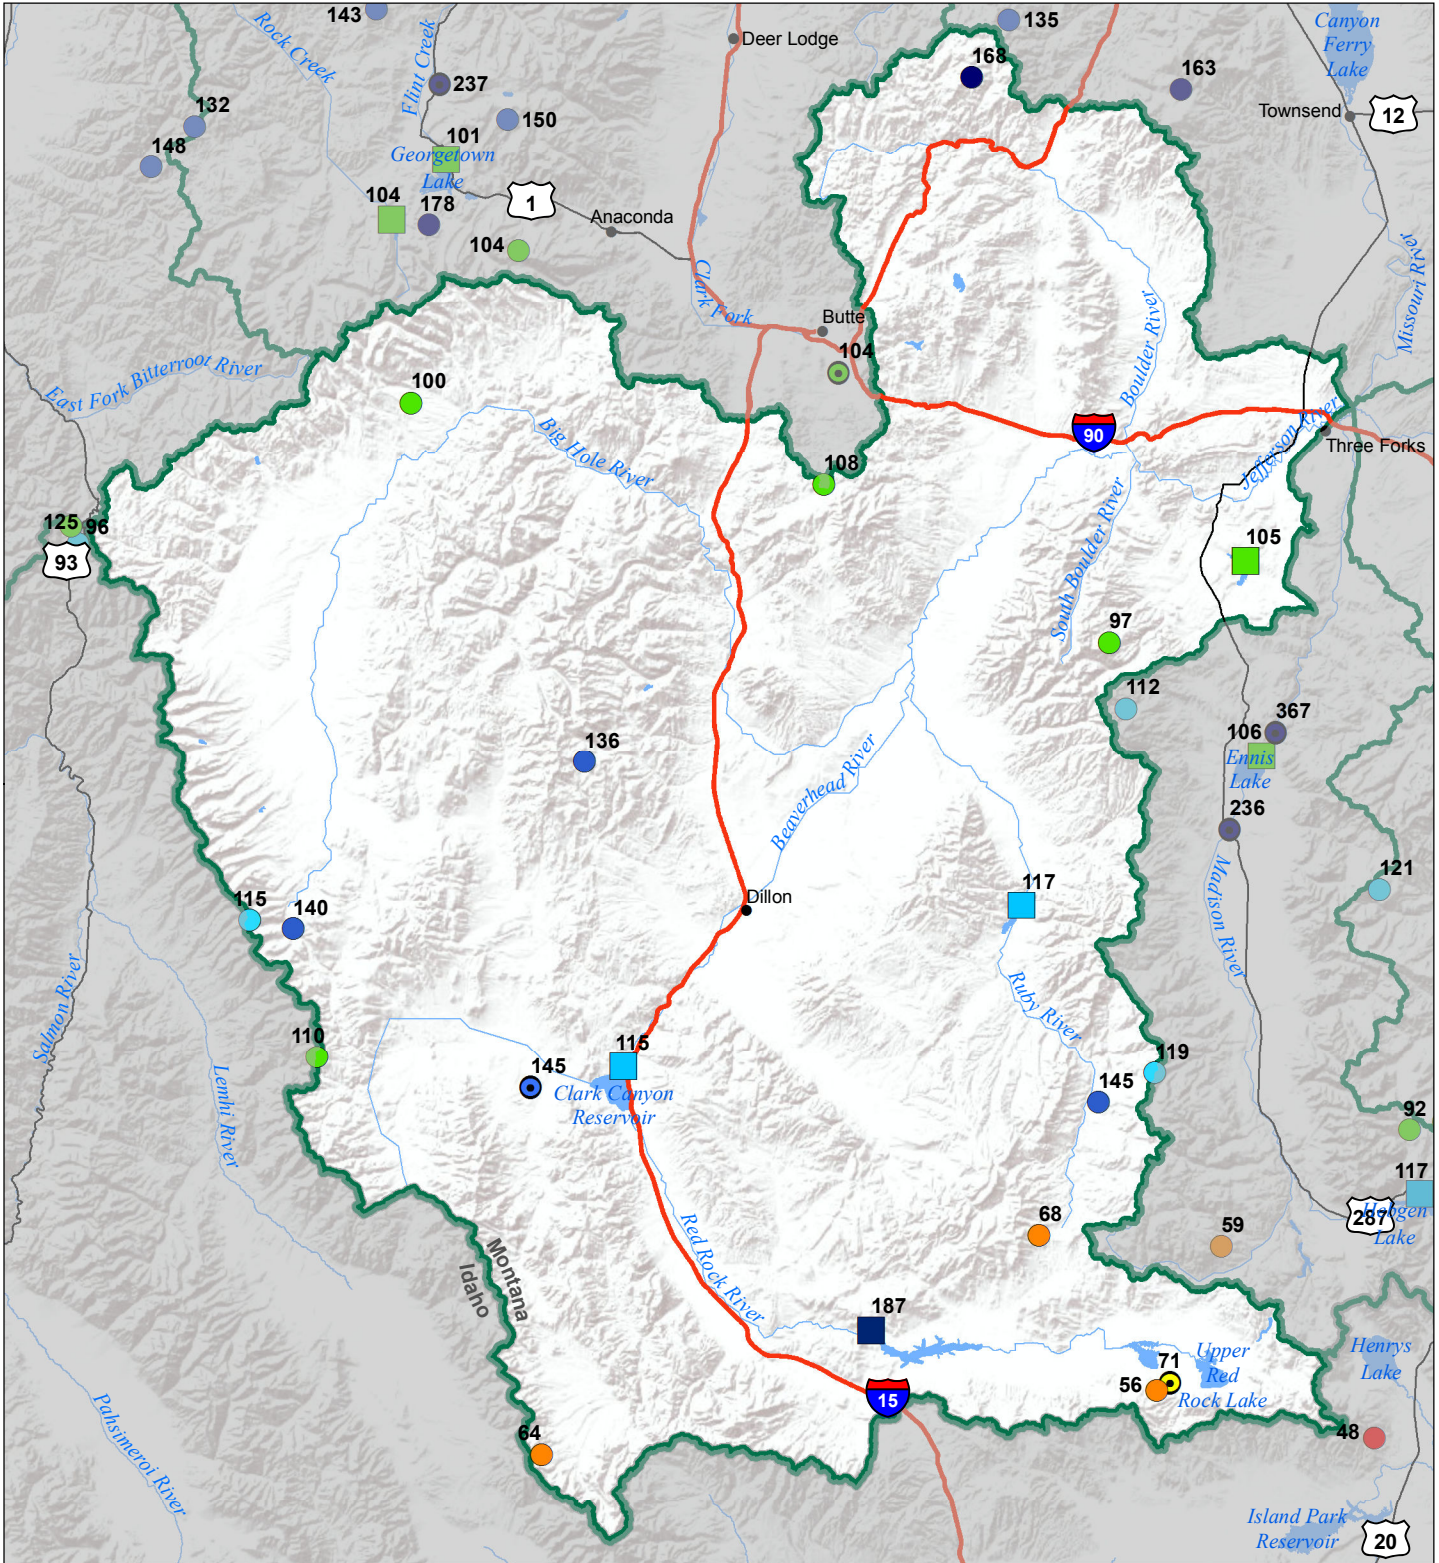 143
Rock Creek
Flint Creek
Deer Lodge
135
Canyon
Ferry
Lake
168
163
237
132
150
Townsend
12
101
148
Georgetown
Lake
104
178
1
Anaconda
104
Clark Fork
Missouri River
Butte
Boulder River
104
East Fork Bitterroot River
100
Big Hole River
90
Jefferson River
Three Forks
108
125
96
93
South Boulder River
105
97
112
367
106
Ennis
Lake
136
Beaverhead River
236
Madison River
121
117
Dillon
115
140
Salmon River
Ruby River
110
115
119
145
Clark Canyon
Reservoir
145
Lemhi River
92
117
68
59
287
Hebgen
Lake
Montana
Idaho
Red Rock River
187
Henrys
Lake
Upper
Red
Rock Lake
71
56
15
Pahsimeroi River
64
48
Island Park
Reservoir
20